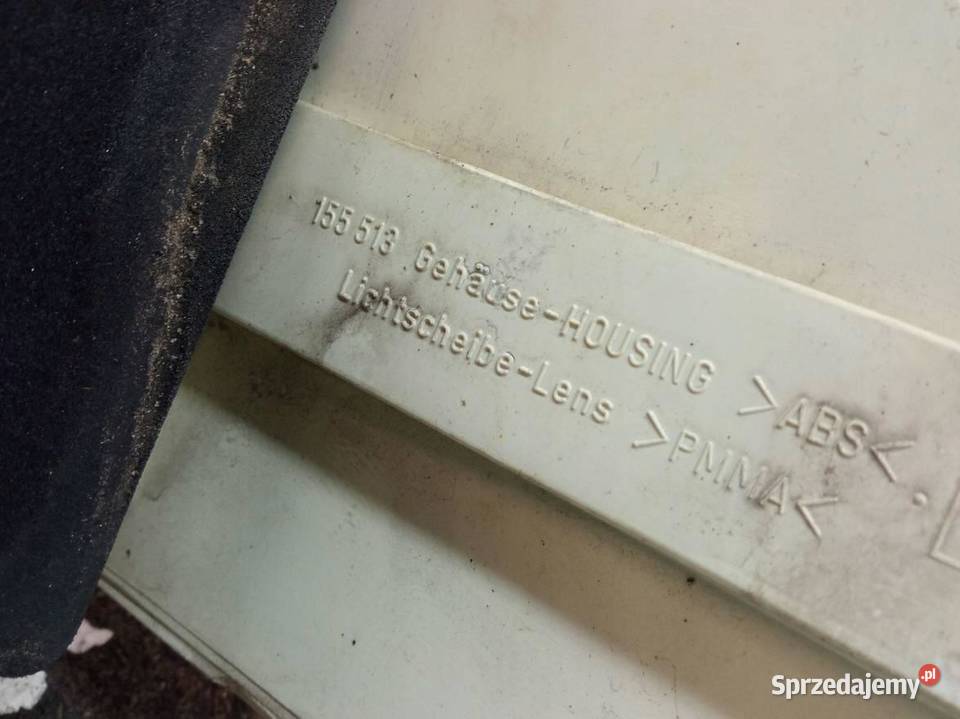 155 513 Gehäuse-HOUSING >ABS<.
Lichtscheibe-Lens >PMMA<
Sprzedajemy.pl